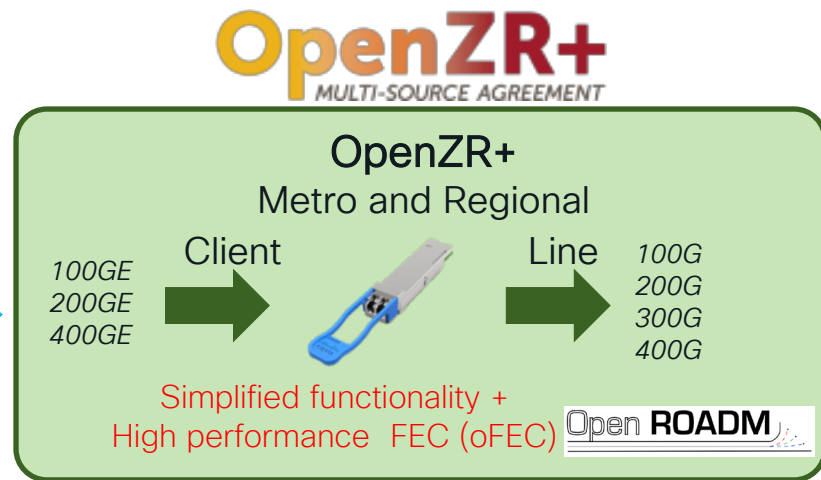 OpenZR+
MULTI-SOURCE AGREEMENT
OpenZR+
Metro and Regional
Client
Line
100GE
200GE
400GE
100G
200G
300G
400G
Simplified functionality +
High performance FEC (oFEC)
Open ROADM